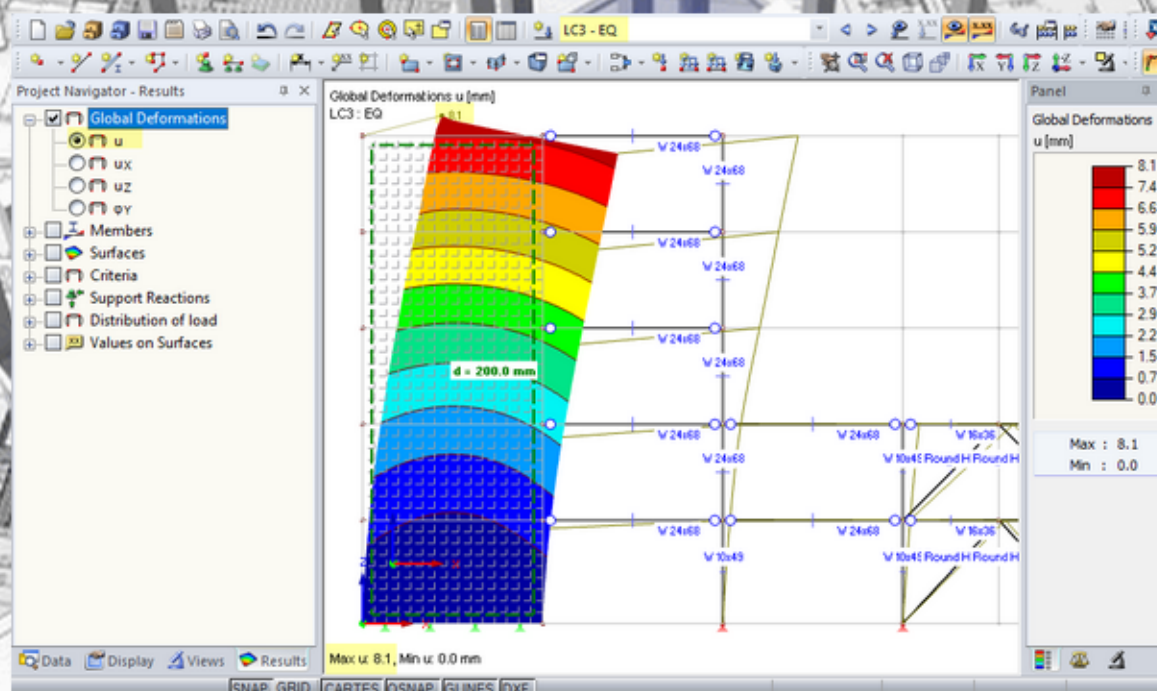 LC3 - EQ
Project Navigator - Results
Global Deformations
u
uX
uZ
φY
Members
Surfaces
Criteria
Support Reactions
Distribution of load
Values on Surfaces
Data
Display
Views
Results
Global Deformations u [mm]
LC3 : EQ
8.1
W 24x68
W 24x68
W 24x68
W 24x68
W 24x68
W 24x68
d = 200.0 mm
W 24x68
W 24x68
W 16x36
W 24x68
W 10x45 Round H Round H
W 24x68
W 24x68
W 16x36
W 10x49
W 10x45 Round H Round H
Max u: 8.1, Min u: 0.0 mm
Panel
Global Deformations
u [mm]
8.1
7.4
6.6
5.9
5.2
4.4
3.7
2.9
2.2
1.5
0.7
0.0
Max : 8.1
Min : 0.0
SNAP GRID CARTES OSNAP GLINES DXF